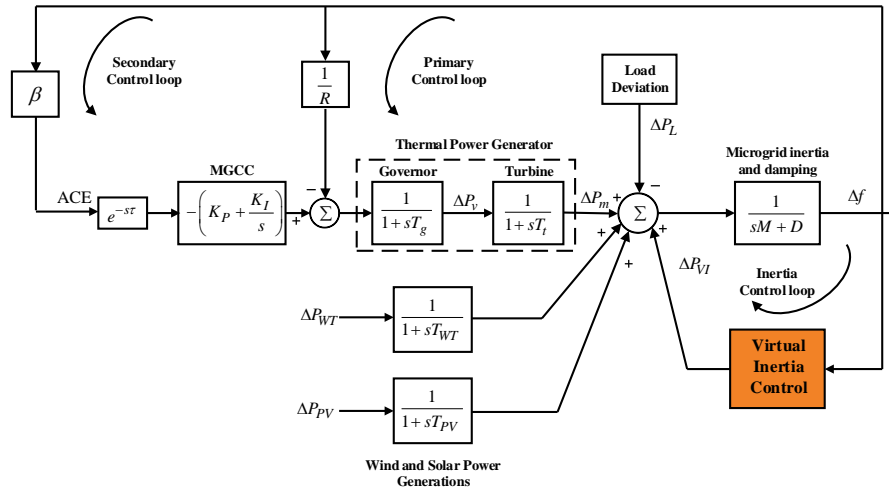 Secondary
Control loop
Primary
Control loop
Load
Deviation
β
1
R
ΔP_L
Thermal Power Generator
Microgrid inertia
and damping
MGCC
Governor
Turbine
ACE
e^{-sτ}
-(K_P + K_I/s)
−
+
Σ
1
1 + sT_g
ΔP_v
1
1 + sT_t
ΔP_m
+
−
Σ
1
sM + D
Δf
+
+
+
ΔP_VI
Inertia
Control loop
ΔP_WT
1
1 + sT_WT
Virtual
Inertia
Control
ΔP_PV
1
1 + sT_PV
Wind and Solar Power
Generations